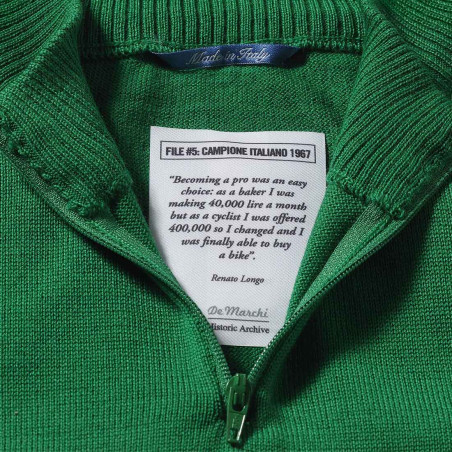 Made in Italy
FILE #5: CAMPIONE ITALIANO 1967
"Becoming a pro was an easy
choice: as a baker I was
making 40,000 lire a month
but as a cyclist I was offered
400,000 so I changed and I
was finally able to buy
a bike".
Renato Longo
De Marchi
Historic Archive